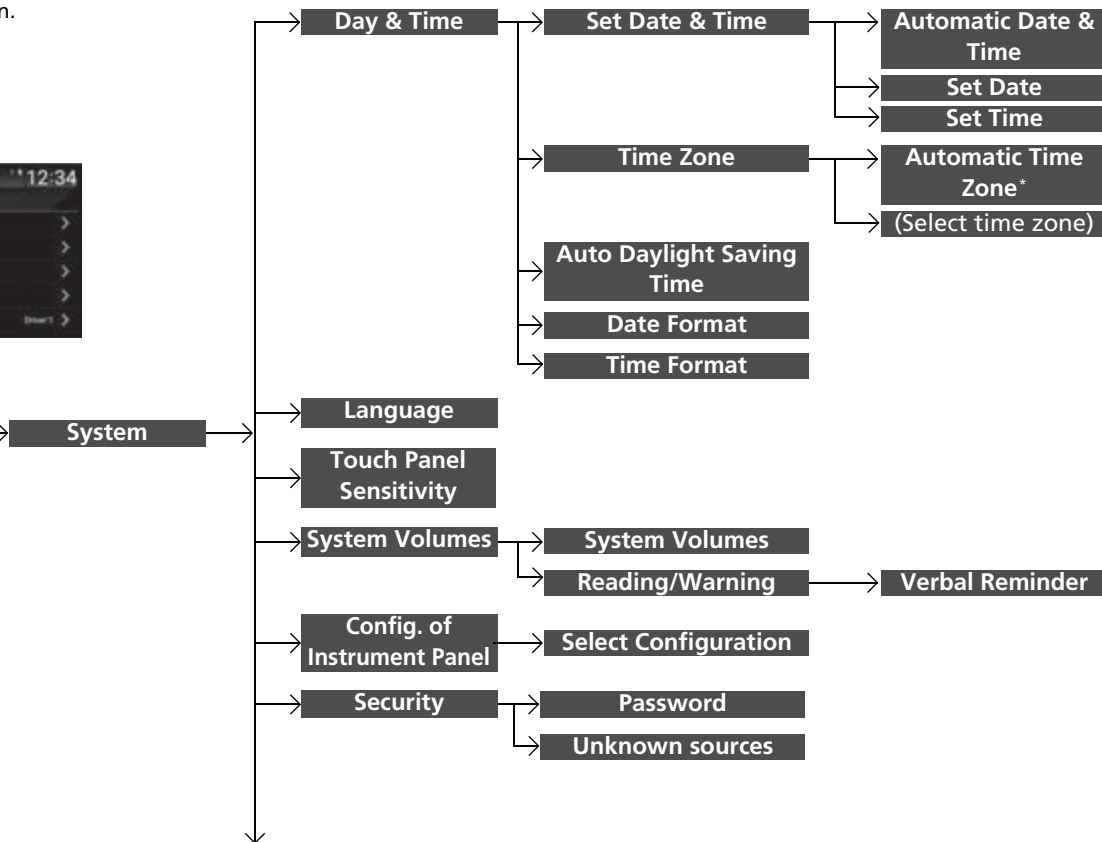 n.
Day & Time
Set Date & Time
Automatic Date &
Time
Set Date
Set Time
12:34
Time Zone
Automatic Time
Zone*
(Select time zone)
Auto Daylight Saving
Time
Date Format
Time Format
Driver 1
System
Language
Touch Panel
Sensitivity
System Volumes
System Volumes
Reading/Warning
Verbal Reminder
Config. of
Instrument Panel
Select Configuration
Security
Password
Unknown sources